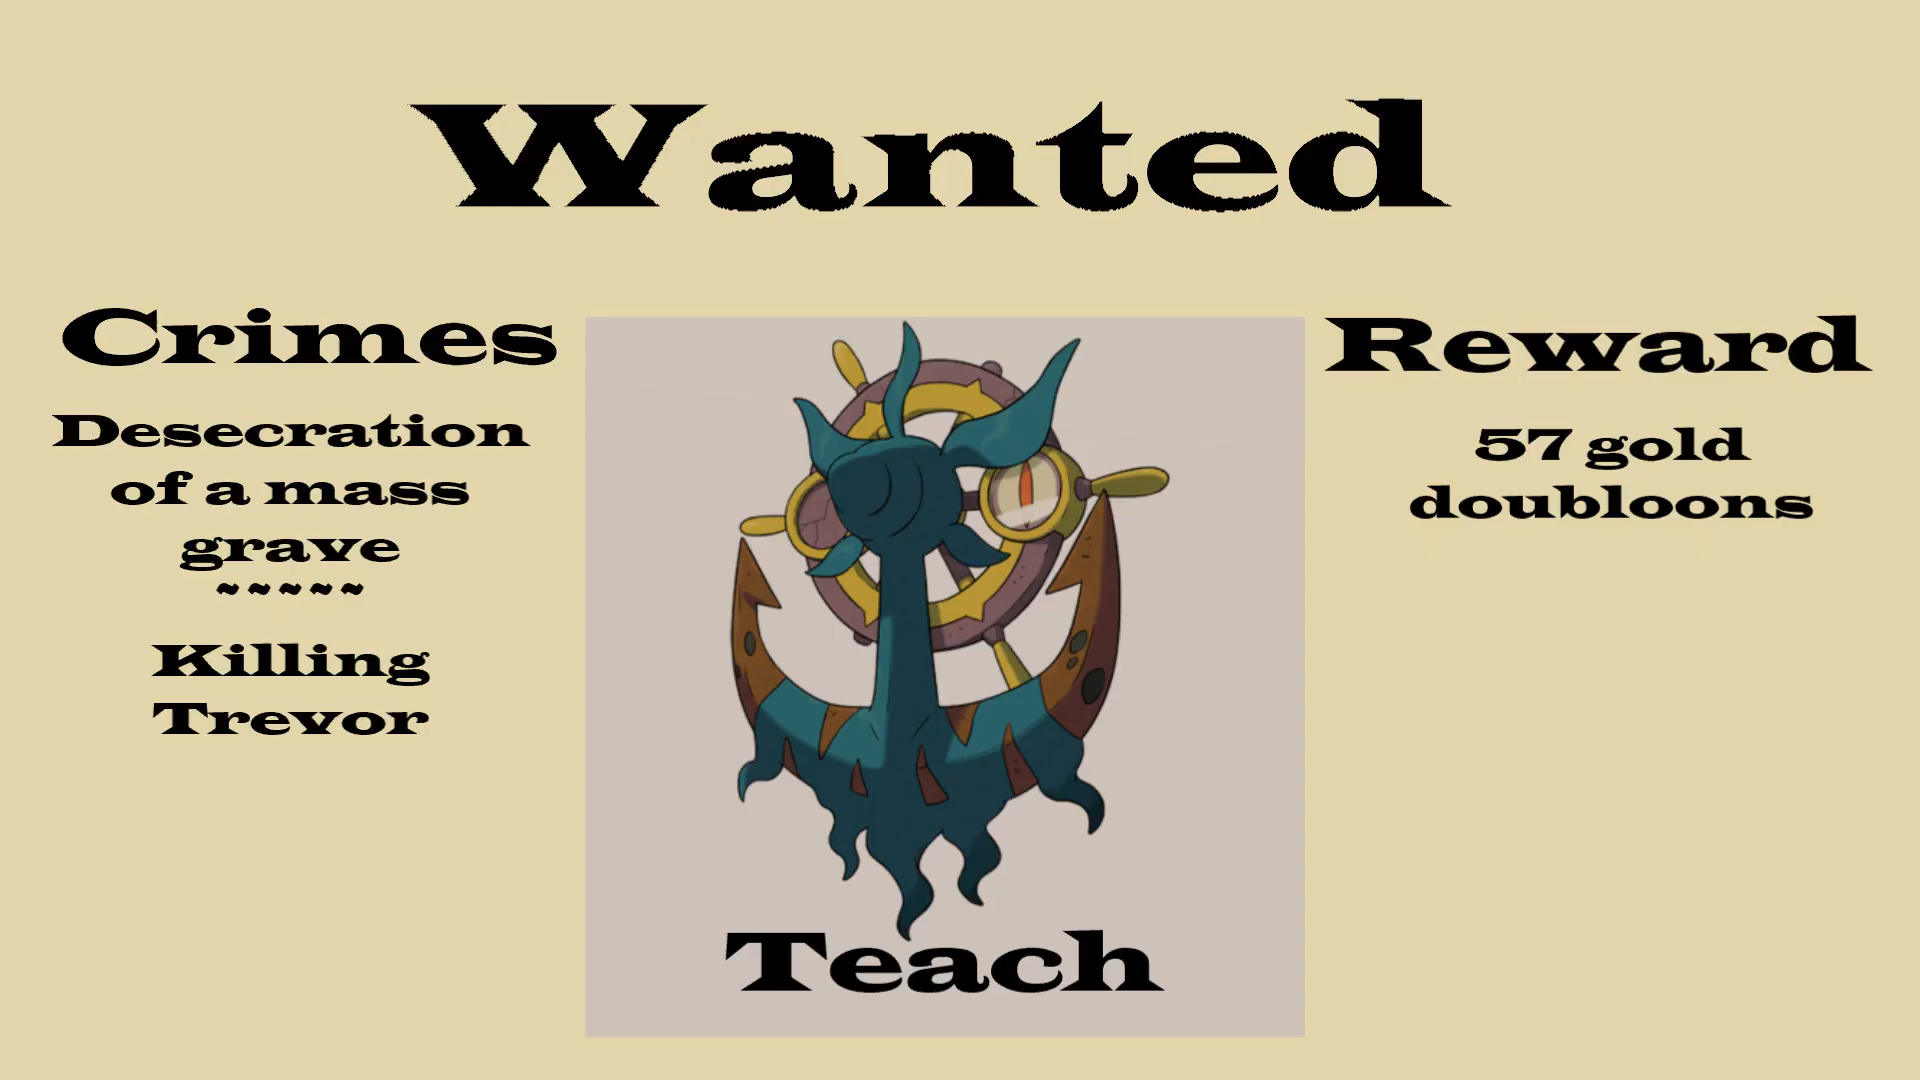 Wanted
Crimes
Desecration
of a mass
grave
~~~~~
Killing
Trevor
Teach
Reward
57 gold
doubloons